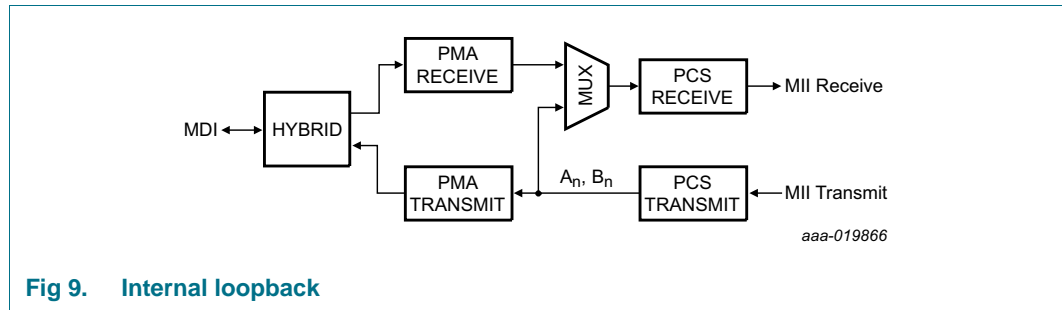 PMA
RECEIVE
MUX
PCS
RECEIVE
MII Receive
MDI
HYBRID
PMA
TRANSMIT
Aₙ, Bₙ
PCS
TRANSMIT
MII Transmit
aaa-019866
Fig 9. Internal loopback